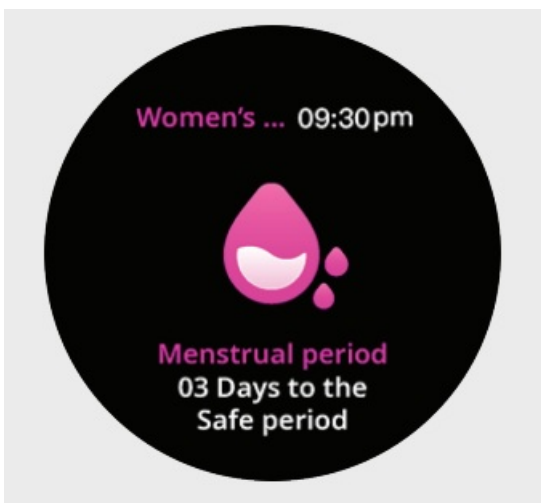 Women's ... 09:30pm
Menstrual period
03 Days to the
Safe period